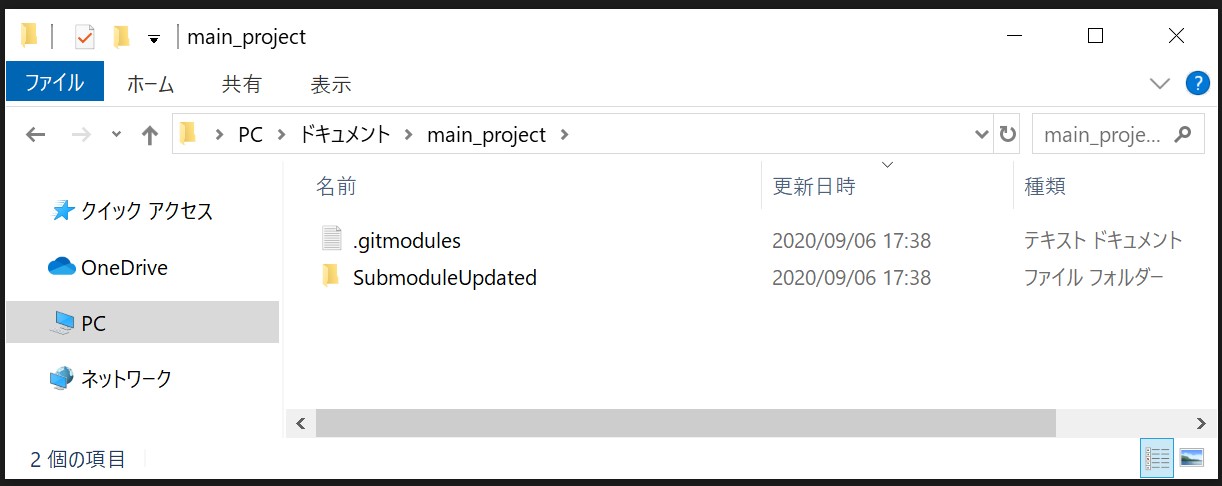 main_project
ファイル ホーム 共有 表示 ?
PC ドキュメント main_project main_proje...
名前 更新日時 種類
クイック アクセス
.gitmodules 2020/09/06 17:38 テキスト ドキュメント
OneDrive
SubmoduleUpdated 2020/09/06 17:38 ファイル フォルダー
PC
ネットワーク
2 個の項目